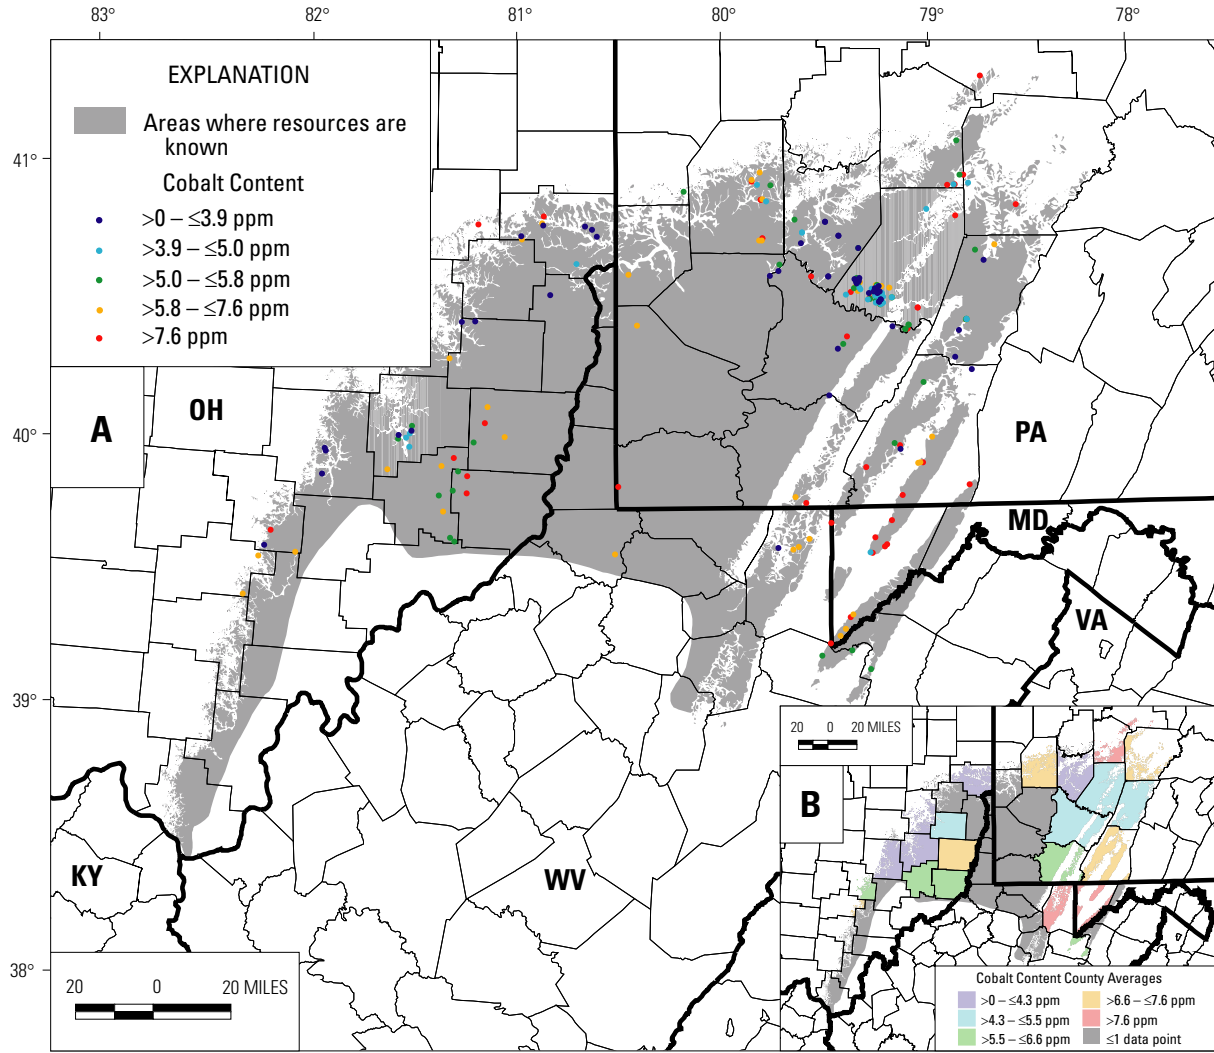 83°
82°
81°
80°
79°
78°
EXPLANATION
Areas where resources are
known
Cobalt Content
>0 – ≤3.9 ppm
>3.9 – ≤5.0 ppm
>5.0 – ≤5.8 ppm
>5.8 – ≤7.6 ppm
>7.6 ppm
41°
40°
39°
38°
A
OH
PA
MD
VA
WV
KY
20 0 20 MILES
20 0 20 MILES
B
Cobalt Content County Averages
>0 – ≤4.3 ppm
>4.3 – ≤5.5 ppm
>5.5 – ≤6.6 ppm
>6.6 – ≤7.6 ppm
>7.6 ppm
≤1 data point